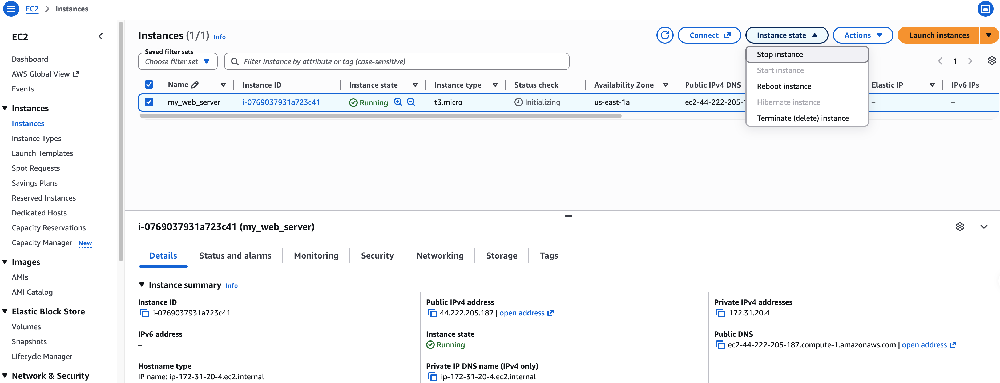 EC2 > Instances
EC2
Dashboard
AWS Global View
Events
Instances
Instances
Instance Types
Launch Templates
Spot Requests
Savings Plans
Reserved Instances
Dedicated Hosts
Capacity Reservations
Capacity Manager New
Images
AMIs
AMI Catalog
Elastic Block Store
Volumes
Snapshots
Lifecycle Manager
Network & Security
Instances (1/1) Info
Connect
Instance state
Actions
Launch instances
Stop instance
Start instance
Reboot instance
Hibernate instance
Terminate (delete) instance
Saved filter sets
Choose filter set
Filter Instance by attribute or tag (case-sensitive)
1
Name Instance ID Instance state Instance type Status check Availability Zone Public IPv4 DNS Elastic IP IPv6 IPs
my_web_server i-0769037931a723c41 Running t3.micro Initializing us-east-1a ec2-44-222-205- – –
i-0769037931a723c41 (my_web_server)
Details Status and alarms Monitoring Security Networking Storage Tags
Instance summary Info
Instance ID
i-0769037931a723c41
IPv6 address
–
Hostname type
IP name: ip-172-31-20-4.ec2.internal
Public IPv4 address
44.222.205.187 | open address
Instance state
Running
Private IP DNS name (IPv4 only)
ip-172-31-20-4.ec2.internal
Private IPv4 addresses
172.31.20.4
Public DNS
ec2-44-222-205-187.compute-1.amazonaws.com | open address